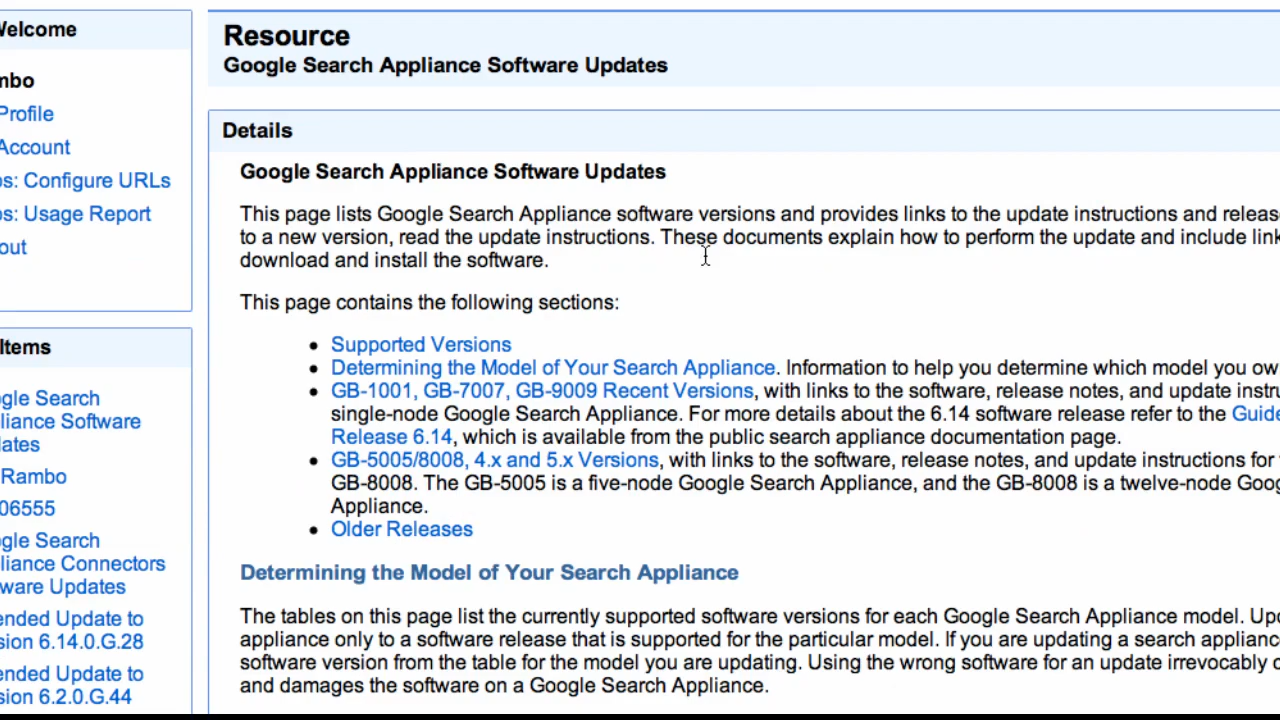 Welcome
mbo
Profile
Account
os: Configure URLs
os: Usage Report
out
Items
gle Search
liance Software
lates
Rambo
06555
gle Search
liance Connectors
ware Updates
ended Update to
sion 6.14.0.G.28
ended Update to
sion 6.2.0.G.44
Resource
Google Search Appliance Software Updates
Details
Google Search Appliance Software Updates
This page lists Google Search Appliance software versions and provides links to the update instructions and releas
to a new version, read the update instructions. These documents explain how to perform the update and include link
download and install the software.
This page contains the following sections:
• Supported Versions
• Determining the Model of Your Search Appliance. Information to help you determine which model you ow
• GB-1001, GB-7007, GB-9009 Recent Versions, with links to the software, release notes, and update instru
single-node Google Search Appliance. For more details about the 6.14 software release refer to the Guide
Release 6.14, which is available from the public search appliance documentation page.
• GB-5005/8008, 4.x and 5.x Versions, with links to the software, release notes, and update instructions for
GB-8008. The GB-5005 is a five-node Google Search Appliance, and the GB-8008 is a twelve-node Goog
Appliance.
• Older Releases
Determining the Model of Your Search Appliance
The tables on this page list the currently supported software versions for each Google Search Appliance model. Upd
appliance only to a software release that is supported for the particular model. If you are updating a search appliance
software version from the table for the model you are updating. Using the wrong software for an update irrevocably c
and damages the software on a Google Search Appliance.